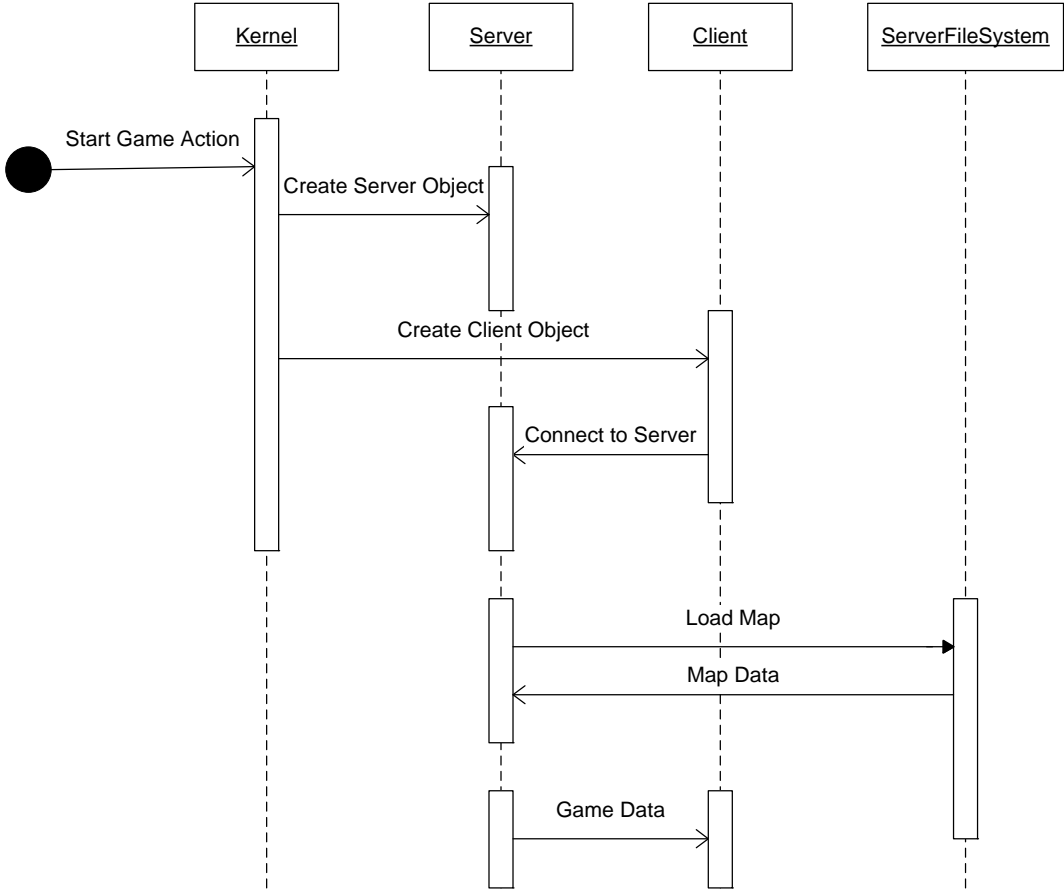 Kernel
Server
Client
ServerFileSystem
Start Game Action
Create Server Object
Create Client Object
Connect to Server
Load Map
Map Data
Game Data